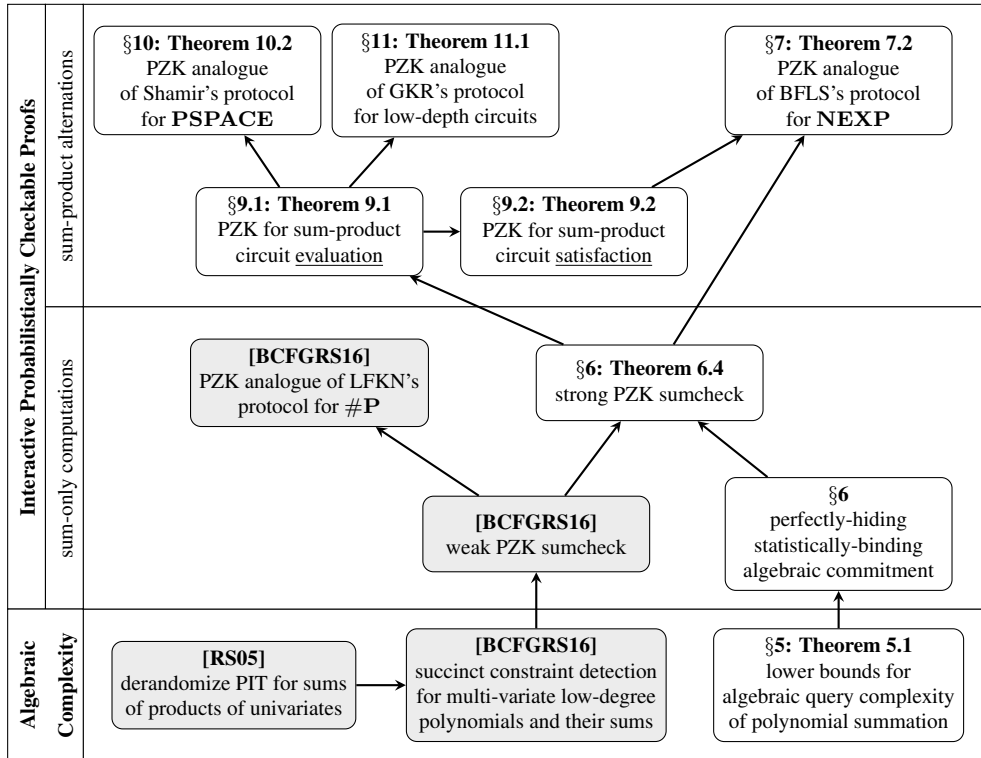 Interactive Probabilistically Checkable Proofs
sum-product alternations
§10: Theorem 10.2
PZK analogue
of Shamir's protocol
for PSPACE
§11: Theorem 11.1
PZK analogue
of GKR's protocol
for low-depth circuits
§7: Theorem 7.2
PZK analogue
of BFLS's protocol
for NEXP
§9.1: Theorem 9.1
PZK for sum-product
circuit evaluation
§9.2: Theorem 9.2
PZK for sum-product
circuit satisfaction
sum-only computations
[BCFGRS16]
PZK analogue of LFKN's
protocol for #P
§6: Theorem 6.4
strong PZK sumcheck
[BCFGRS16]
weak PZK sumcheck
§6
perfectly-hiding
statistically-binding
algebraic commitment
Algebraic
Complexity
[RS05]
derandomize PIT for sums
of products of univariates
[BCFGRS16]
succinct constraint detection
for multi-variate low-degree
polynomials and their sums
§5: Theorem 5.1
lower bounds for
algebraic query complexity
of polynomial summation